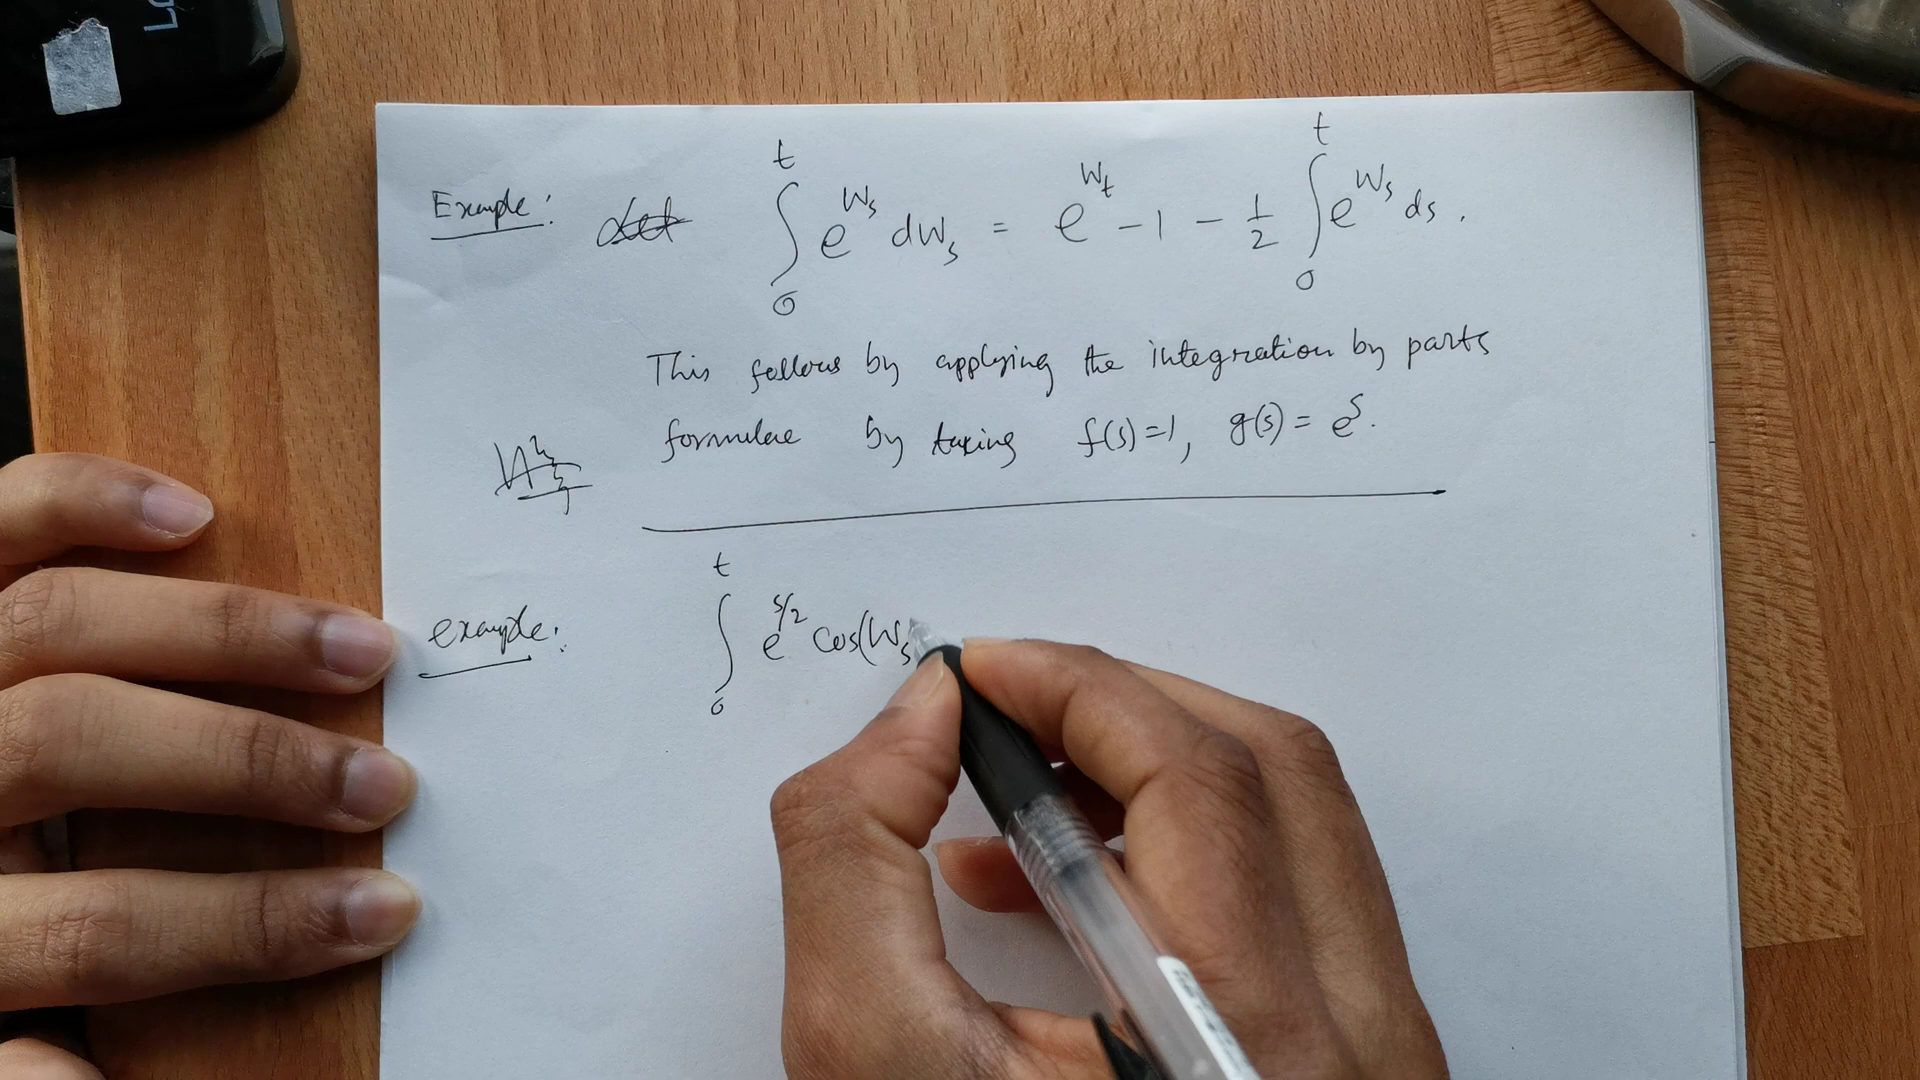 Example: ∫₀ᵗ e^{W_s} dW_s = e^{W_t} - 1 - 1/2 ∫₀ᵗ e^{W_s} ds.
This follows by applying the integration by parts
formulae by taking f(s)=1, g(s) = e^s.
example: ∫₀ᵗ e^{s/2} cos(W_s